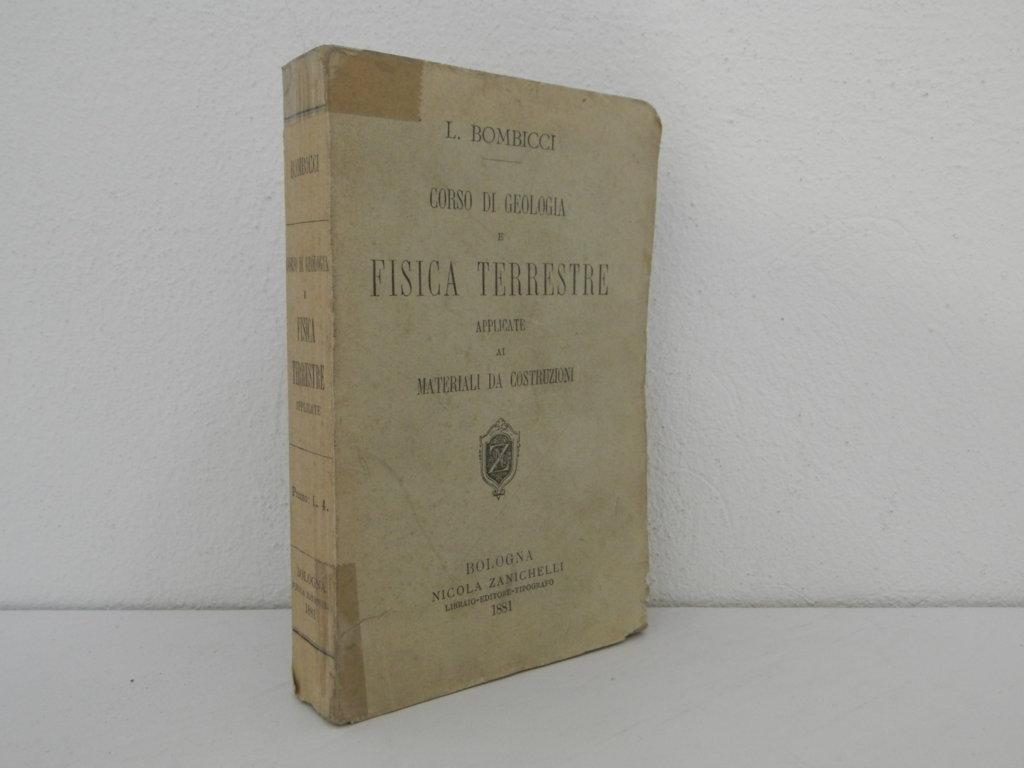 L. BOMBICCI
CORSO DI GEOLOGIA
E
FISICA TERRESTRE
APPLICATE
AI
MATERIALI DA COSTRUZIONI
Z
BOLOGNA
NICOLA ZANICHELLI
LIBRAIO-EDITORE-TIPOGRAFO
1881
BOMBICCI
CORSO DI GEOLOGIA
E
FISICA
TERRESTRE
APPLICATE
Prezzo: L. 4.
BOLOGNA
1881